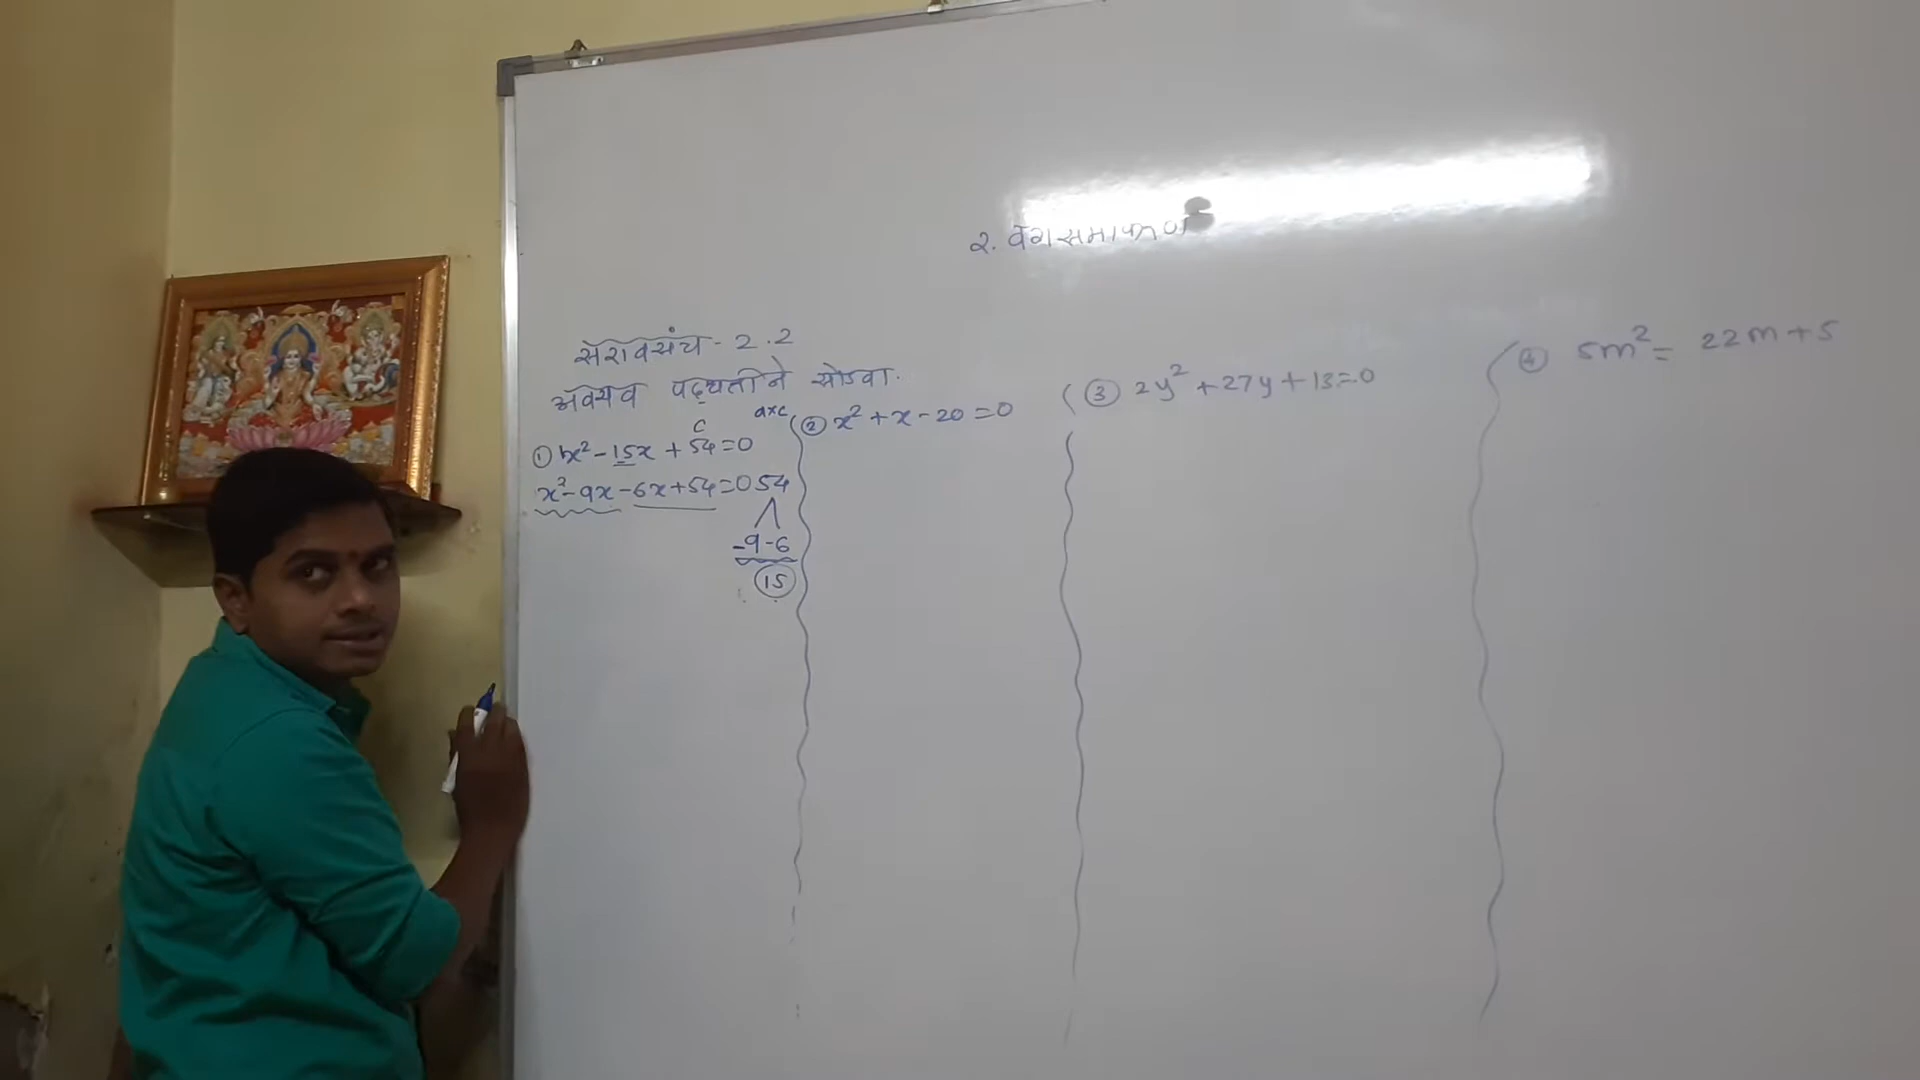 २. वर्गसमीकरण
सरावसंच - 2.2
अवयव पद्धतीने सोडवा.
① 1x² - 15x + 54 = 0
c
a×c
x² - 9x - 6x + 54 = 0
54
-9 -6
15
② x² + x - 20 = 0
③ 2y² + 27y + 13 = 0
④ 5m² = 22m + 5